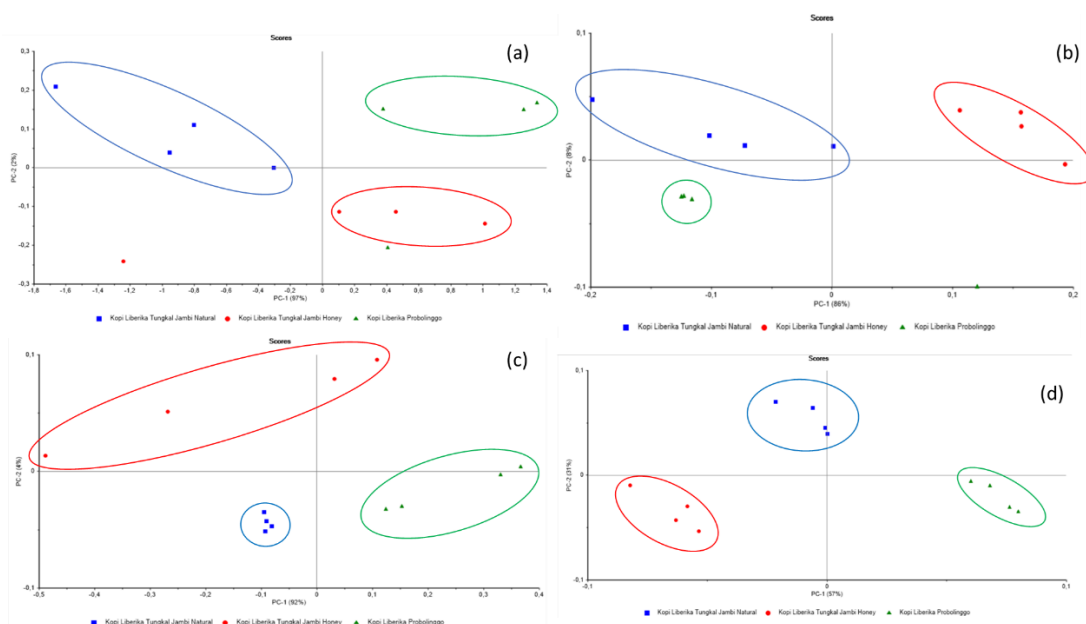 Scores
(a)
0,3
0,2
0,1
0
-0,1
-0,2
-0,3
PC-2 (2%)
-1,8 -1,6 -1,4 -1,2 -1 -0,8 -0,6 -0,4 -0,2 0 0,2 0,4 0,6 0,8 1 1,2 1,4
PC-1 (97%)
Kopi Liberika Tungkal Jambi Natural Kopi Liberika Tungkal Jambi Honey Kopi Liberika Probolinggo
Scores
(b)
0,1
0
-0,1
PC-2 (8%)
-0,2 -0,1 0 0,1 0,2
PC-1 (86%)
Kopi Liberika Tungkal Jambi Natural Kopi Liberika Tungkal Jambi Honey Kopi Liberika Probolinggo
Scores
(c)
0,1
0
-0,1
PC-2 (4%)
-0,5 -0,4 -0,3 -0,2 -0,1 0 0,1 0,2 0,3 0,4
PC-1 (92%)
Kopi Liberika Tungkal Jambi Natural Kopi Liberika Tungkal Jambi Honey Kopi Liberika Probolinggo
Scores
(d)
0,1
0
-0,1
PC-2 (31%)
-0,1 0 0,1
PC-1 (57%)
Kopi Liberika Tungkal Jambi Natural Kopi Liberika Tungkal Jambi Honey Kopi Liberika Probolinggo